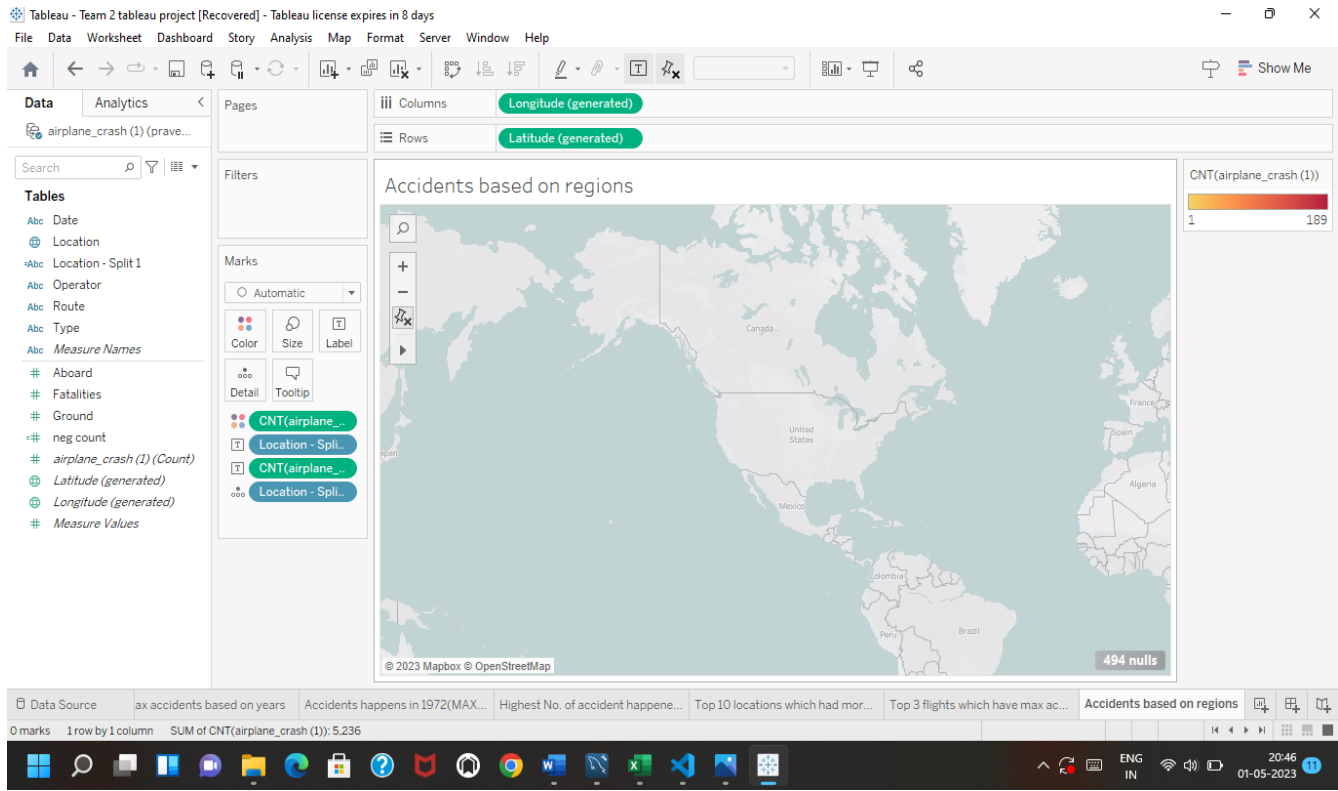 Tableau - Team 2 tableau project [Recovered] - Tableau license expires in 8 days
File Data Worksheet Dashboard Story Analysis Map Format Server Window Help
Show Me
Data Analytics
airplane_crash (1) (prave...
Search
Tables
Abc Date
Location
=Abc Location - Split 1
Abc Operator
Abc Route
Abc Type
Abc Measure Names
# Aboard
# Fatalities
# Ground
=# neg count
# airplane_crash (1) (Count)
Latitude (generated)
Longitude (generated)
# Measure Values
Pages
Filters
Marks
Automatic
Color Size Label
Detail Tooltip
CNT(airplane_..
Location - Spli..
CNT(airplane_..
Location - Spli..
Columns Longitude (generated)
Rows Latitude (generated)
Accidents based on regions
Canada
United
States
Mexico
Colombia
Peru
Brazil
France
Spain
Algeria
apan
© 2023 Mapbox © OpenStreetMap
494 nulls
CNT(airplane_crash (1))
1 189
Data Source ax accidents based on years Accidents happens in 1972(MAX... Highest No. of accident happene... Top 10 locations which had mor... Top 3 flights which have max ac... Accidents based on regions
0 marks 1 row by 1 column SUM of CNT(airplane_crash (1)): 5,236
ENG
IN
20:46
01-05-2023
11